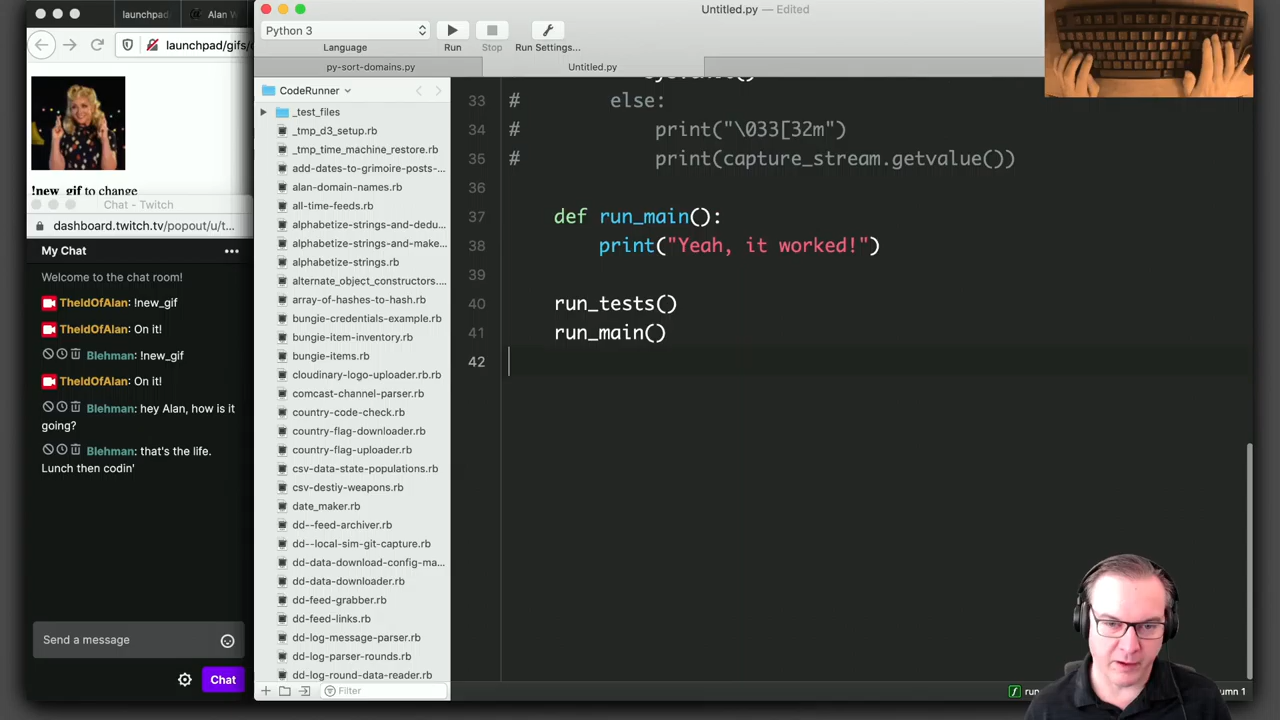 launchpad
Alan W
launchpad/gifs/
!new_gif to change
Chat - Twitch
dashboard.twitch.tv/popout/u/t...
My Chat
Welcome to the chat room!
TheIdOfAlan: !new_gif
TheIdOfAlan: On it!
Blehman: !new_gif
TheIdOfAlan: On it!
Blehman: hey Alan, how is it
going?
Blehman: that's the life.
Lunch then codin'
Send a message
Chat
Untitled.py — Edited
Python 3
Language
Run
Stop
Run Settings...
py-sort-domains.py
Untitled.py
CodeRunner
_test_files
_tmp_d3_setup.rb
_tmp_time_machine_restore.rb
add-dates-to-grimoire-posts-...
alan-domain-names.rb
all-time-feeds.rb
alphabetize-strings-and-dedu...
alphabetize-strings-and-make...
alphabetize-strings.rb
alternate_object_constructors...
array-of-hashes-to-hash.rb
bungie-credentials-example.rb
bungie-item-inventory.rb
bungie-items.rb
cloudinary-logo-uploader.rb.rb
comcast-channel-parser.rb
country-code-check.rb
country-flag-downloader.rb
country-flag-uploader.rb
csv-data-state-populations.rb
csv-destiy-weapons.rb
date_maker.rb
dd--feed-archiver.rb
dd--local-sim-git-capture.rb
dd-data-download-config-ma...
dd-data-downloader.rb
dd-feed-grabber.rb
dd-feed-links.rb
dd-log-message-parser.rb
dd-log-parser-rounds.rb
dd-log-round-data-reader.rb
Filter
33 # else:
34 # print("\033[32m")
35 # print(capture_stream.getvalue())
36
37 def run_main():
38 print("Yeah, it worked!")
39
40 run_tests()
41 run_main()
42
run
umn 1